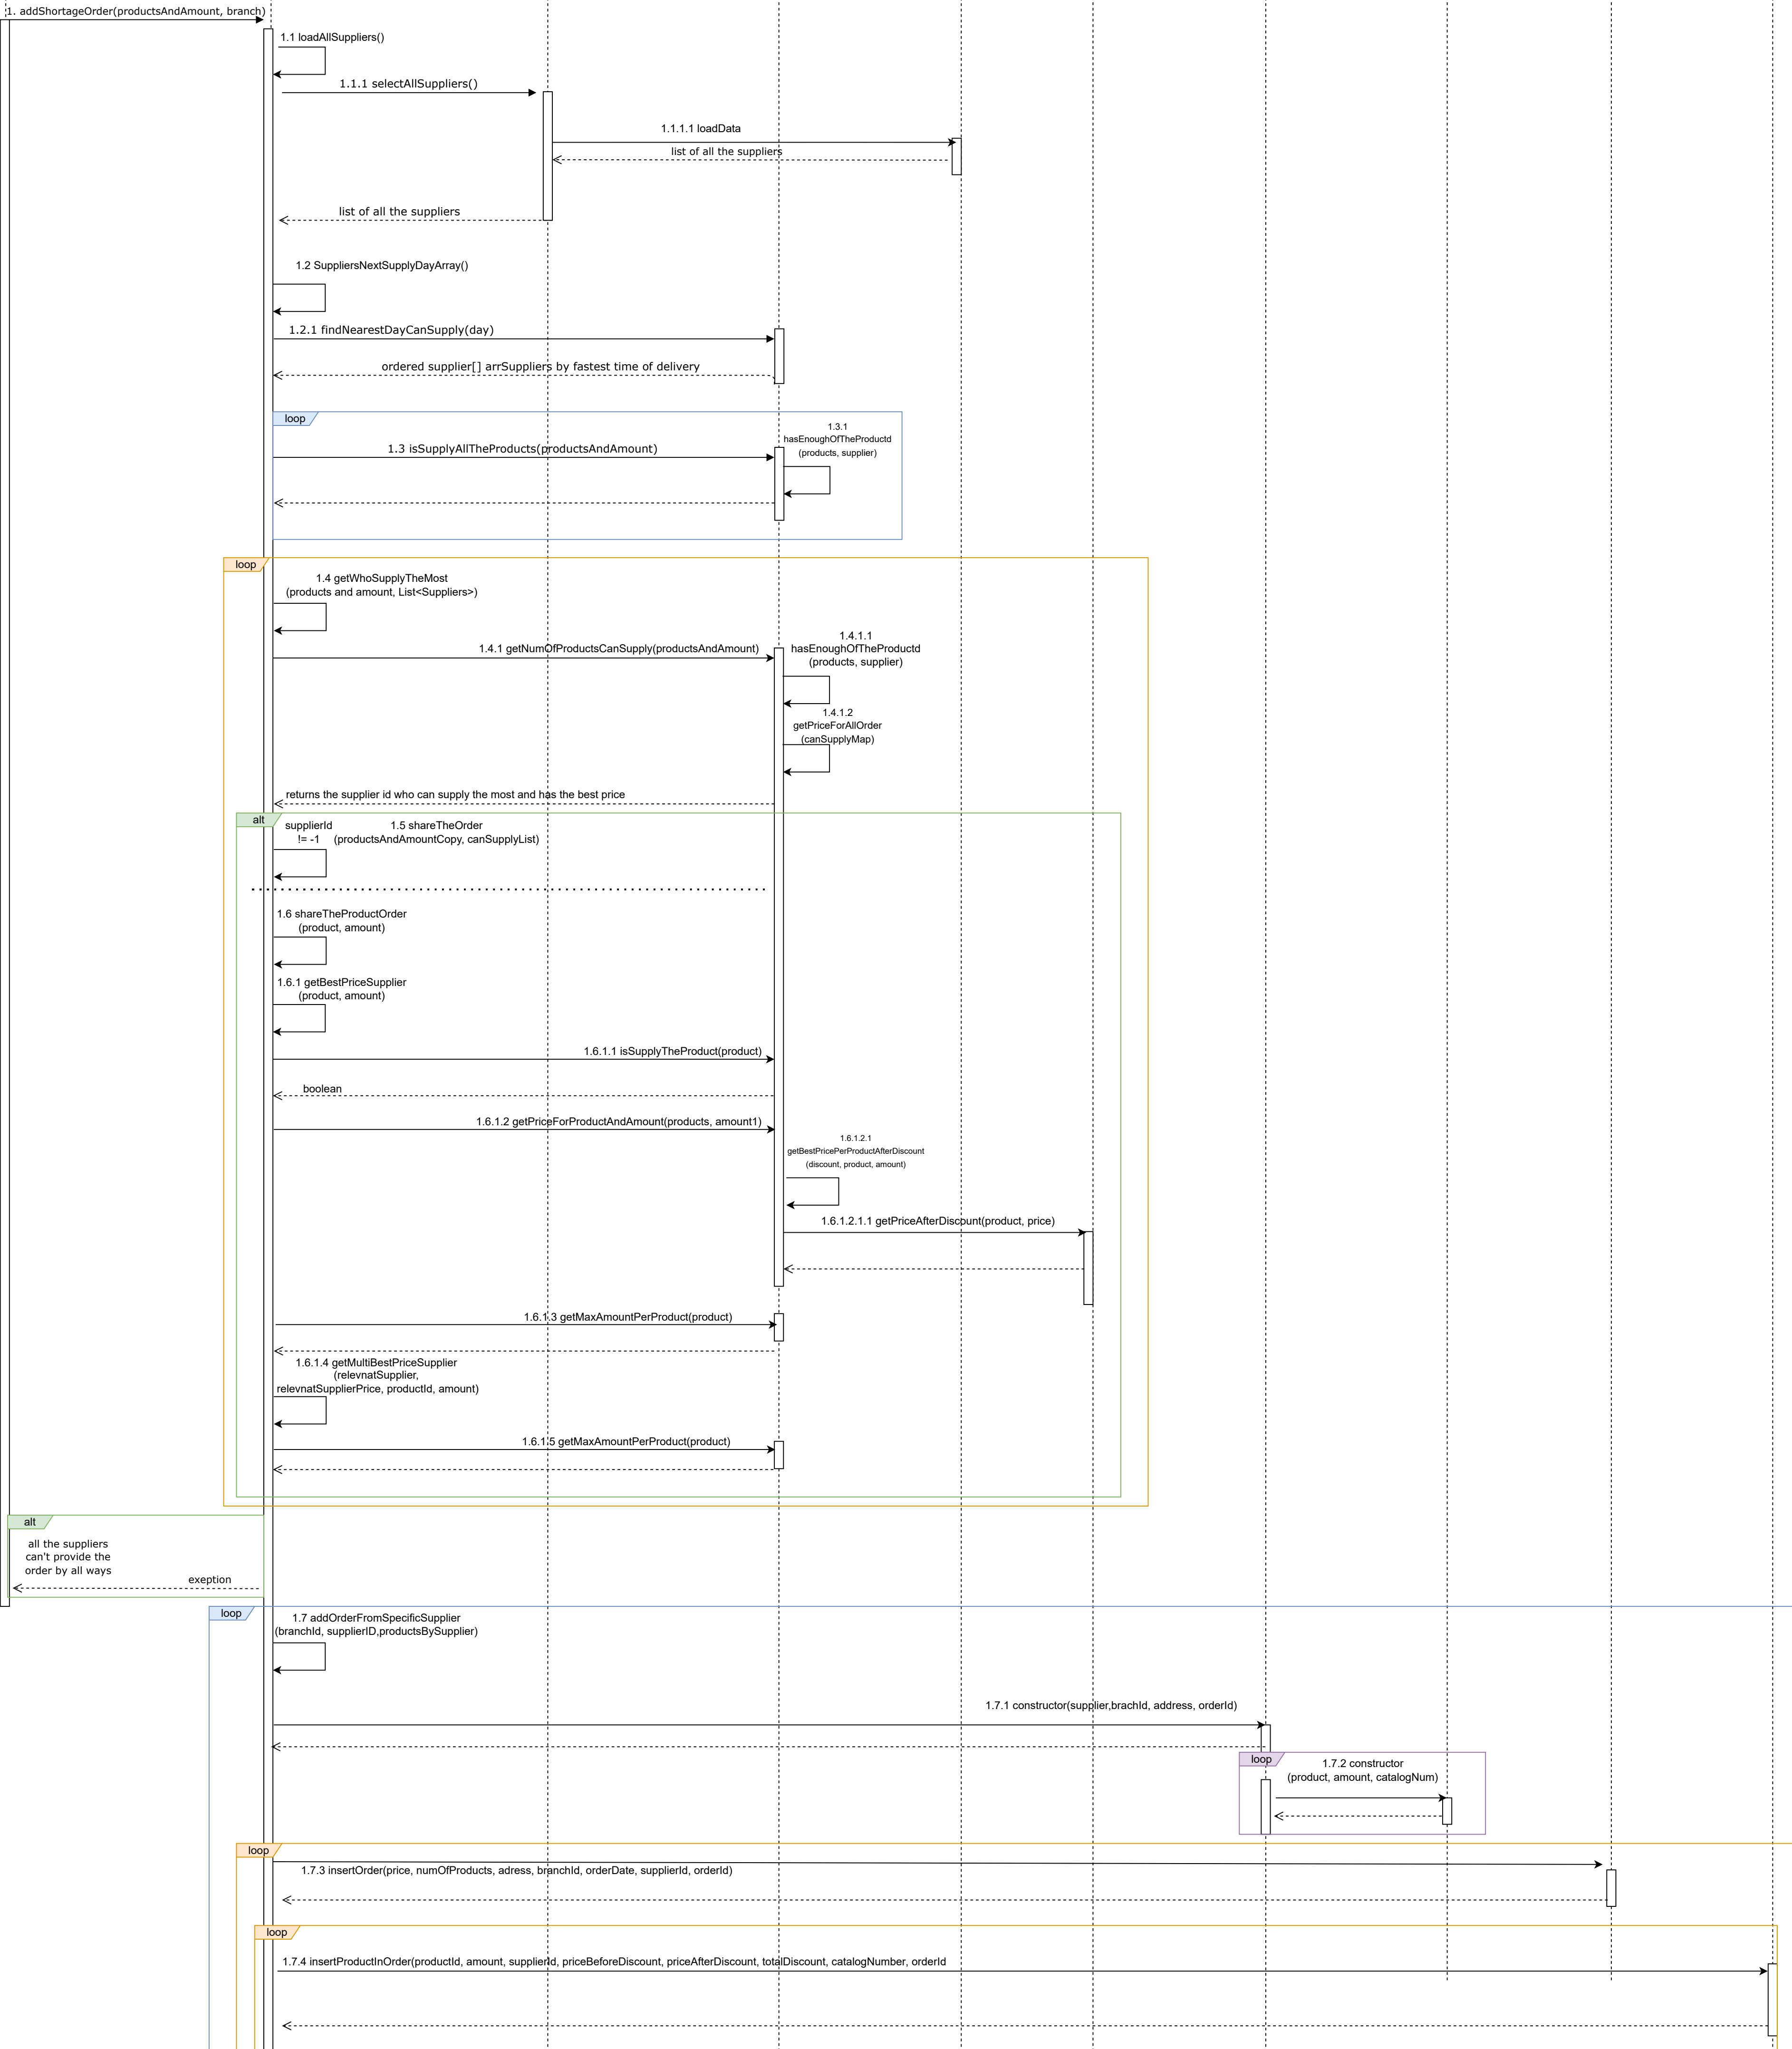 1. addShortageOrder(productsAndAmount, branch)
1.1 loadAllSuppliers()
1.1.1 selectAllSuppliers()
1.1.1.1 loadData
list of all the suppliers
list of all the suppliers
1.2 SuppliersNextSupplyDayArray()
1.2.1 findNearestDayCanSupply(day)
ordered supplier[] arrSuppliers by fastest time of delivery
loop
1.3 isSupplyAllTheProducts(productsAndAmount)
1.3.1
hasEnoughOfTheProductd
(products, supplier)
loop
1.4 getWhoSupplyTheMost
(products and amount, List<Suppliers>)
1.4.1 getNumOfProductsCanSupply(productsAndAmount)
1.4.1.1
hasEnoughOfTheProductd
(products, supplier)
1.4.1.2
getPriceForAllOrder
(canSupplyMap)
returns the supplier id who can supply the most and has the best price
alt
supplierId
!= -1
1.5 shareTheOrder
(productsAndAmountCopy, canSupplyList)
1.6 shareTheProductOrder
(product, amount)
1.6.1 getBestPriceSupplier
(product, amount)
1.6.1.1 isSupplyTheProduct(product)
boolean
1.6.1.2 getPriceForProductAndAmount(products, amount1)
1.6.1.2.1
getBestPricePerProductAfterDiscount
(discount, product, amount)
1.6.1.2.1.1 getPriceAfterDiscount(product, price)
1.6.1.3 getMaxAmountPerProduct(product)
1.6.1.4 getMultiBestPriceSupplier
(relevnatSupplier,
relevnatSupplierPrice, productId, amount)
1.6.1.5 getMaxAmountPerProduct(product)
alt
all the suppliers
can't provide the
order by all ways
exeption
loop
1.7 addOrderFromSpecificSupplier
(branchId, supplierID,productsBySupplier)
1.7.1 constructor(supplier,brachId, address, orderId)
loop
1.7.2 constructor
(product, amount, catalogNum)
loop
1.7.3 insertOrder(price, numOfProducts, adress, branchId, orderDate, supplierId, orderId)
loop
1.7.4 insertProductInOrder(productId, amount, supplierId, priceBeforeDiscount, priceAfterDiscount, totalDiscount, catalogNumber, orderId